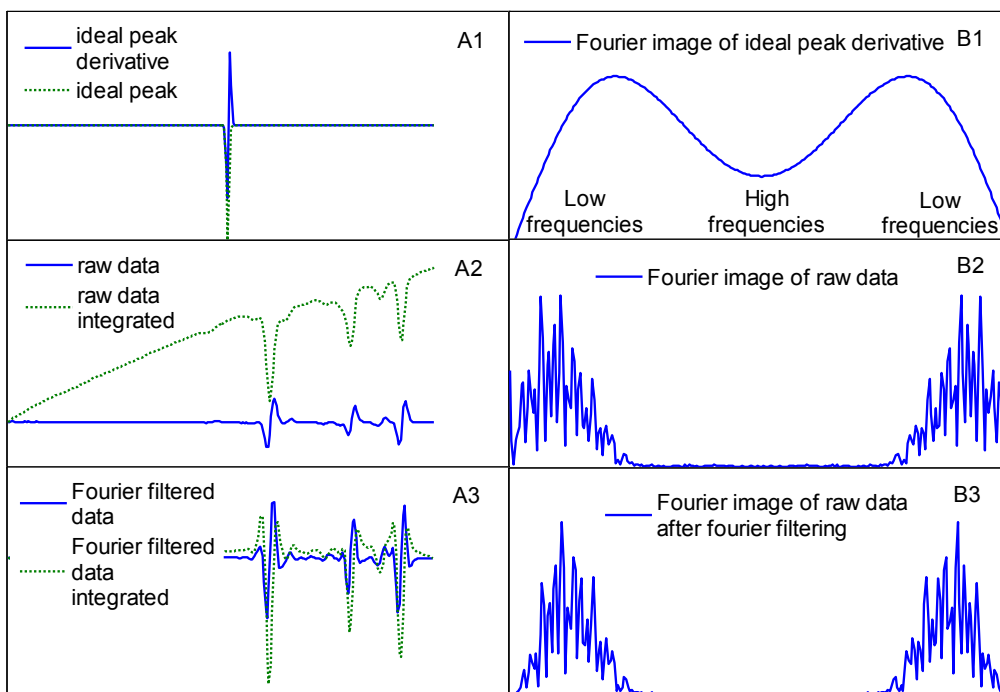 ideal peak
derivative
ideal peak
A1
Fourier image of ideal peak derivative
B1
Low
frequencies
High
frequencies
Low
frequencies
raw data
raw data
integrated
A2
Fourier image of raw data
B2
Fourier filtered
data
Fourier filtered
data
integrated
A3
Fourier image of raw data
after fourier filtering
B3